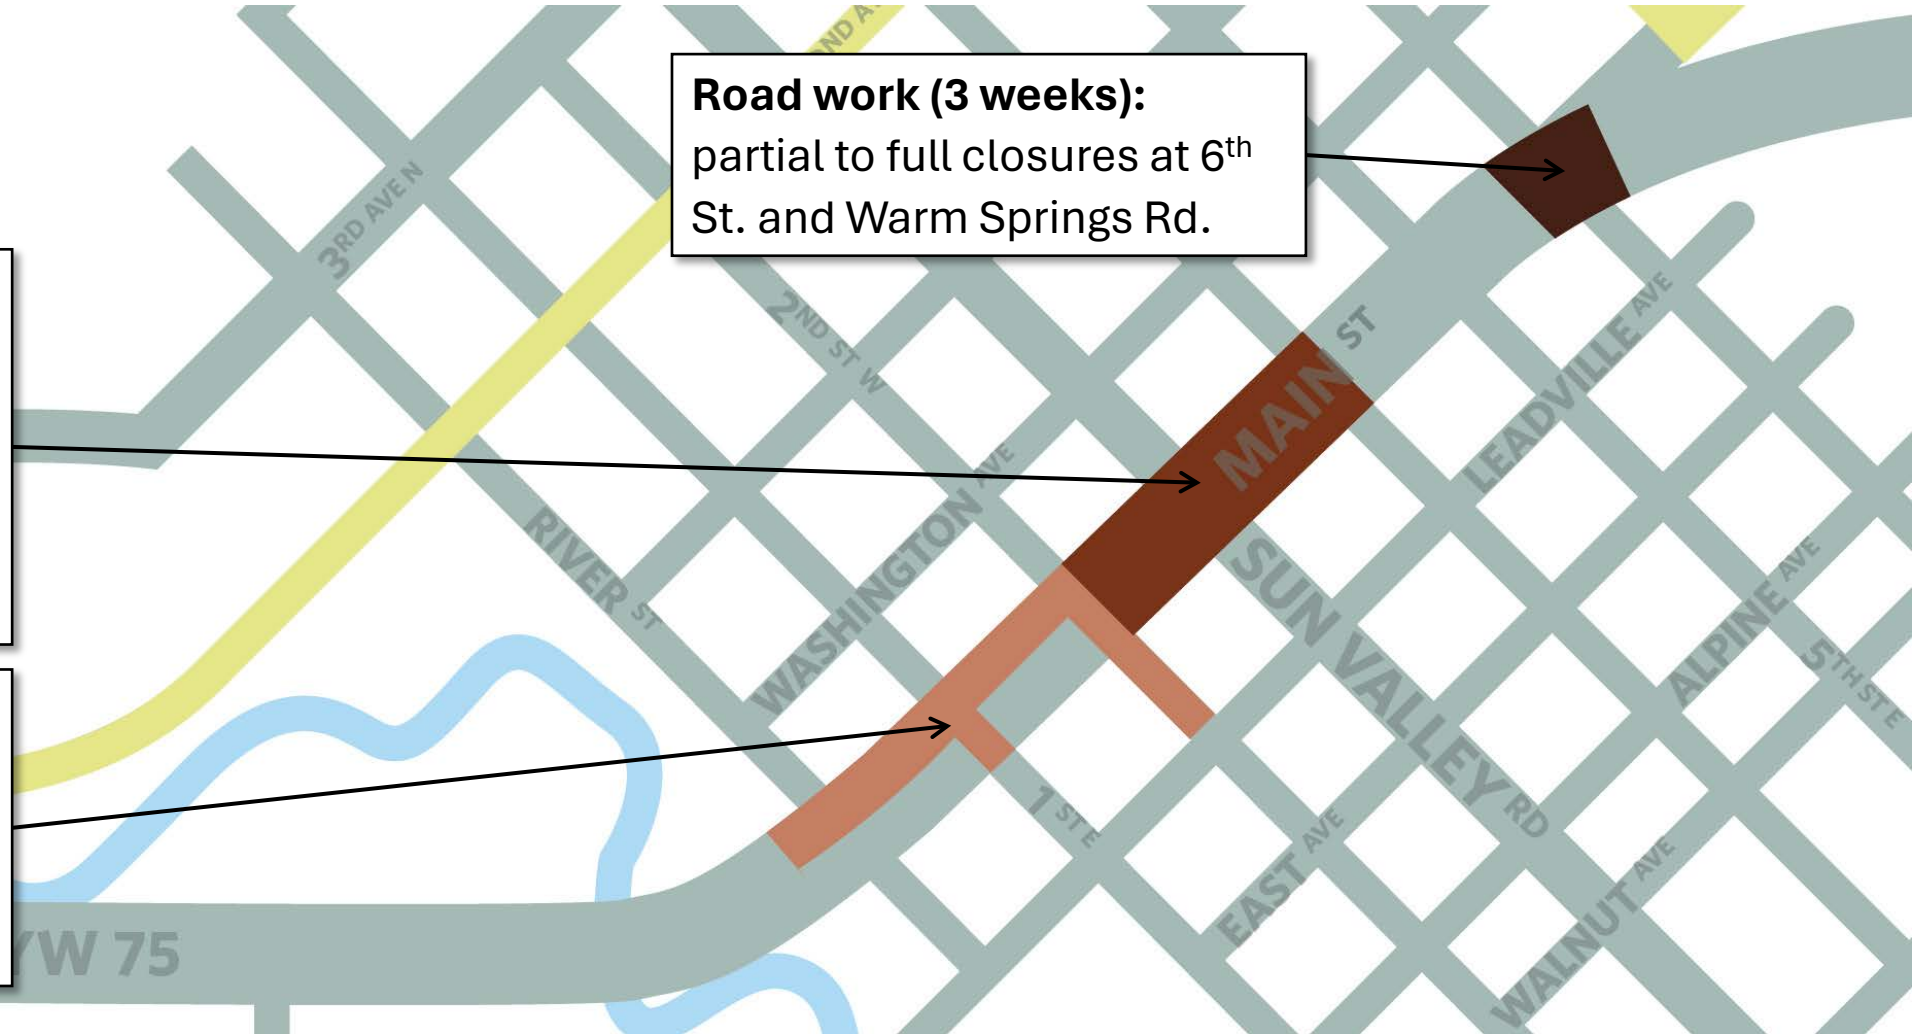 ND A
Road work (3 weeks):
partial to full closures at 6th
St. and Warm Springs Rd.
3RD AVE N
2ND ST W
MAIN ST
LEADVILLE AVE
WASHINGTON AVE
RIVER ST
SUN VALLEY RD
ALPINE AVE
5TH ST E
1 ST E
EAST AVE
WALNUT AVE
YW 75